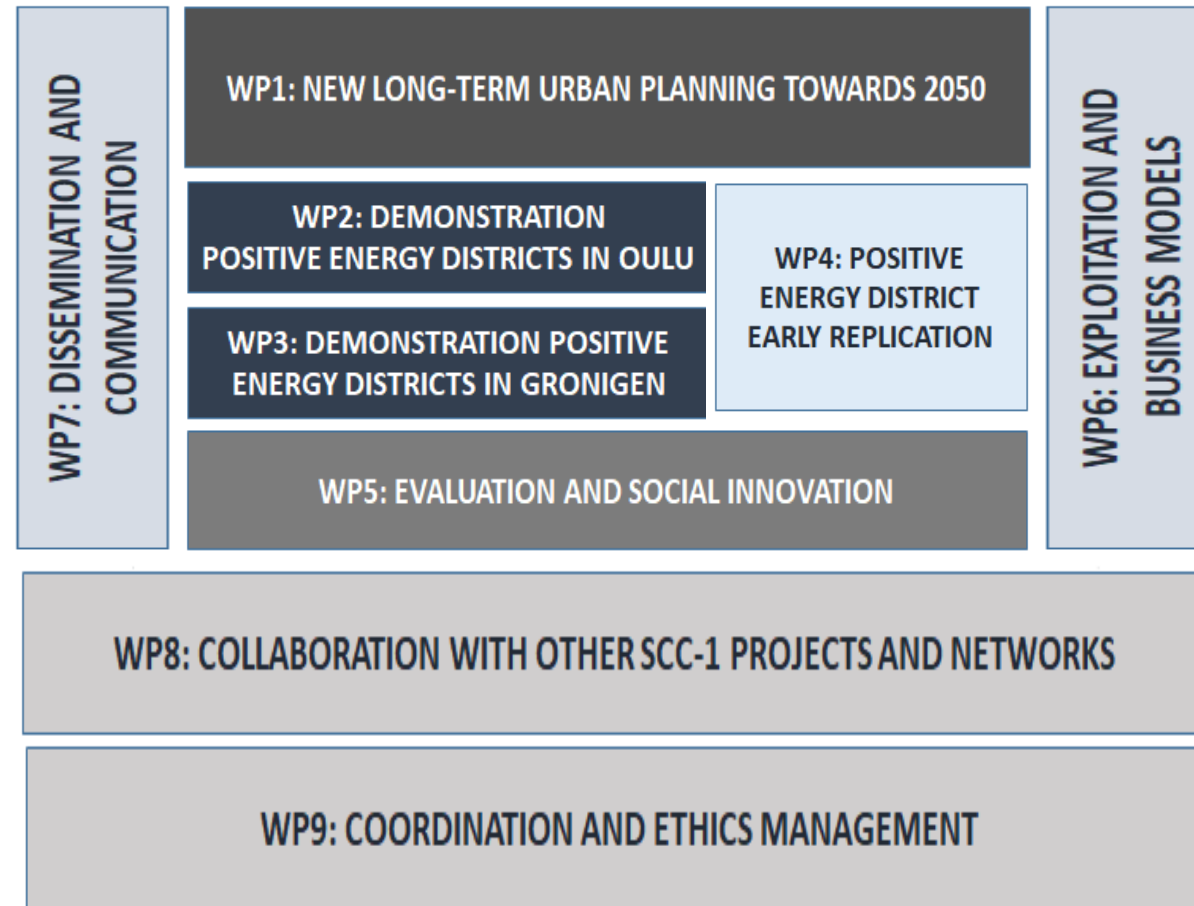 WP7: DISSEMINATION AND
COMMUNICATION
WP1: NEW LONG-TERM URBAN PLANNING TOWARDS 2050
WP2: DEMONSTRATION
POSITIVE ENERGY DISTRICTS IN OULU
WP3: DEMONSTRATION POSITIVE
ENERGY DISTRICTS IN GRONIGEN
WP4: POSITIVE
ENERGY DISTRICT
EARLY REPLICATION
WP5: EVALUATION AND SOCIAL INNOVATION
WP6: EXPLOITATION AND
BUSINESS MODELS
WP8: COLLABORATION WITH OTHER SCC-1 PROJECTS AND NETWORKS
WP9: COORDINATION AND ETHICS MANAGEMENT